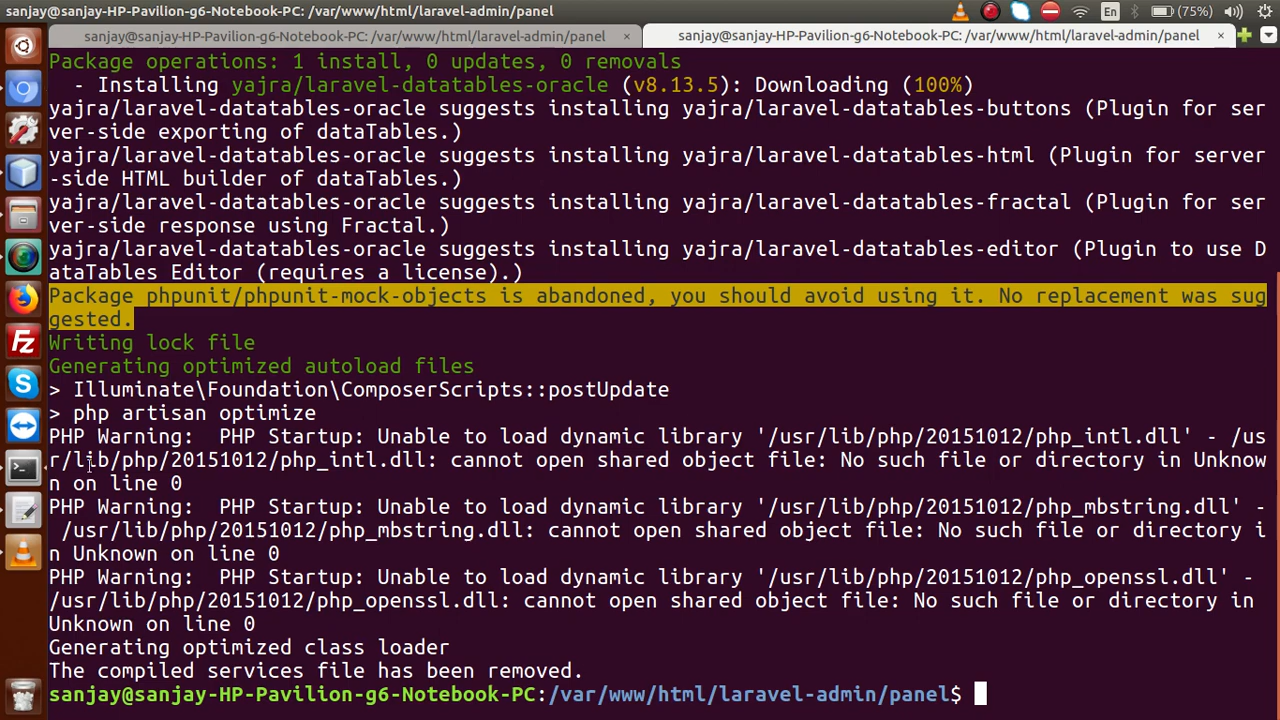 sanjay@sanjay-HP-Pavilion-g6-Notebook-PC: /var/www/html/laravel-admin/panel
En
(75%)
sanjay@sanjay-HP-Pavilion-g6-Notebook-PC: /var/www/html/laravel-admin/panel ×
sanjay@sanjay-HP-Pavilion-g6-Notebook-PC: /var/www/html/laravel-admin/panel ×
Package operations: 1 install, 0 updates, 0 removals
  - Installing yajra/laravel-datatables-oracle (v8.13.5): Downloading (100%)
yajra/laravel-datatables-oracle suggests installing yajra/laravel-datatables-buttons (Plugin for ser
ver-side exporting of dataTables.)
yajra/laravel-datatables-oracle suggests installing yajra/laravel-datatables-html (Plugin for server
-side HTML builder of dataTables.)
yajra/laravel-datatables-oracle suggests installing yajra/laravel-datatables-fractal (Plugin for ser
ver-side response using Fractal.)
yajra/laravel-datatables-oracle suggests installing yajra/laravel-datatables-editor (Plugin to use D
ataTables Editor (requires a license).)
Package phpunit/phpunit-mock-objects is abandoned, you should avoid using it. No replacement was sug
gested.
Writing lock file
Generating optimized autoload files
> Illuminate\Foundation\ComposerScripts::postUpdate
> php artisan optimize
PHP Warning:  PHP Startup: Unable to load dynamic library '/usr/lib/php/20151012/php_intl.dll' - /us
r/lib/php/20151012/php_intl.dll: cannot open shared object file: No such file or directory in Unknow
n on line 0
PHP Warning:  PHP Startup: Unable to load dynamic library '/usr/lib/php/20151012/php_mbstring.dll' -
 /usr/lib/php/20151012/php_mbstring.dll: cannot open shared object file: No such file or directory i
n Unknown on line 0
PHP Warning:  PHP Startup: Unable to load dynamic library '/usr/lib/php/20151012/php_openssl.dll' -
/usr/lib/php/20151012/php_openssl.dll: cannot open shared object file: No such file or directory in
Unknown on line 0
Generating optimized class loader
The compiled services file has been removed.
sanjay@sanjay-HP-Pavilion-g6-Notebook-PC:/var/www/html/laravel-admin/panel$